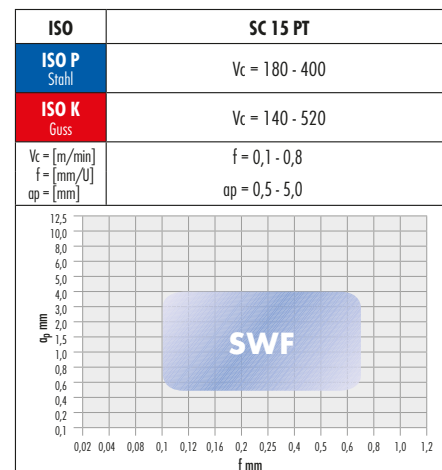 ISO SC 15 PT
ISO P
Stahl
Vc = 180 - 400
ISO K
Guss
Vc = 140 - 520
Vc = [m/min]
f = [mm/U]
ap = [mm]
f = 0,1 - 0,8
ap = 0,5 - 5,0
12,5
10,0
8,0
6,0
5,0
4,0
3,0
2,0
1,5
1,0
0,8
0,6
0,4
0,2
0,1
ap mm
SWF
0,02 0,04 0,08 0,1 0,12 0,16 0,2 0,25 0,4 0,5 0,6 0,8 1,0 1,2
f mm